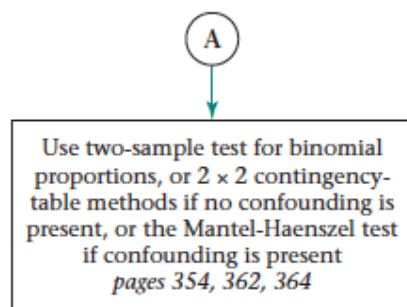 A
Use two-sample test for binomial
proportions, or 2 × 2 contingency-
table methods if no confounding is
present, or the Mantel-Haenszel test
if confounding is present
pages 354, 362, 364